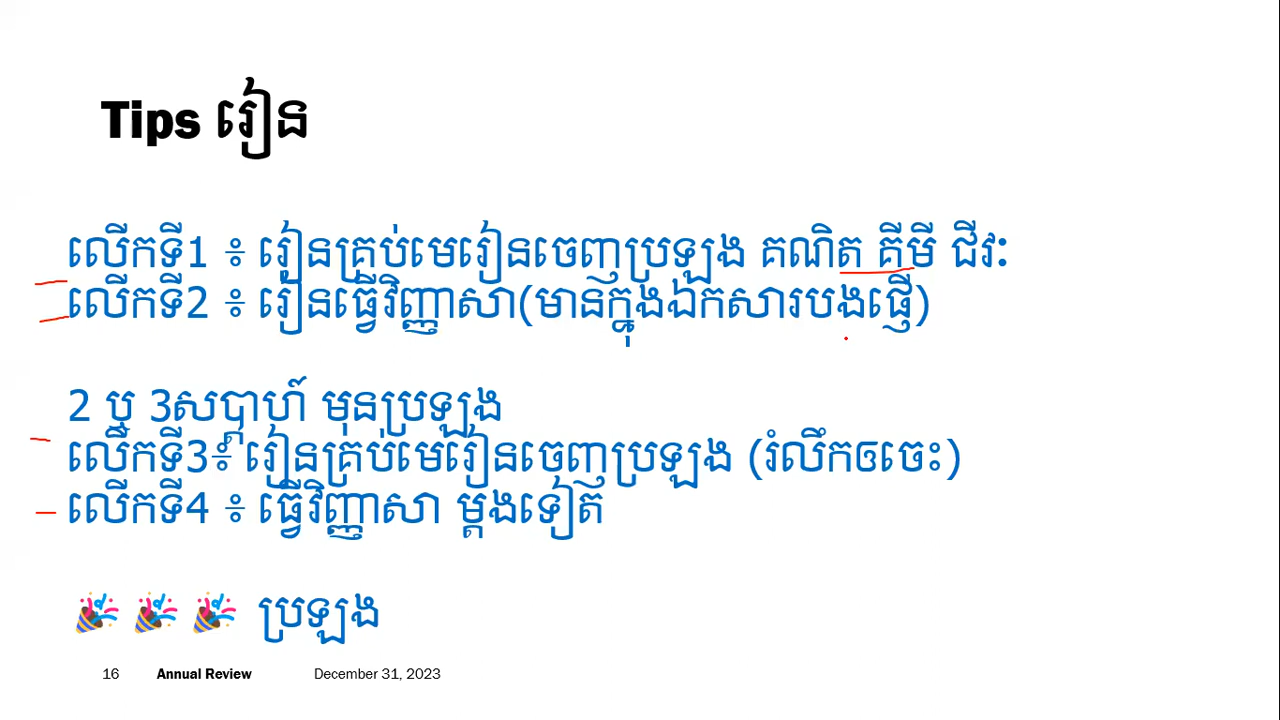 Tips រៀន
លើកទី1 ៖ រៀនគ្រប់មេរៀនចេញប្រឡង គណិត គីមី ជីវៈ
លើកទី2 ៖ រៀនធ្វើវិញ្ញាសា(មានក្នុងឯកសារបងផ្ញើ)
2 ឬ 3សប្តាហ៍ មុនប្រឡង
លើកទី3៖ រៀនគ្រប់មេរៀនចេញប្រឡង (រំលឹកឲចេះ)
លើកទី4 ៖ ធ្វើវិញ្ញាសា ម្តងទៀត
🎉 🎉 🎉 ប្រឡង
16 Annual Review December 31, 2023